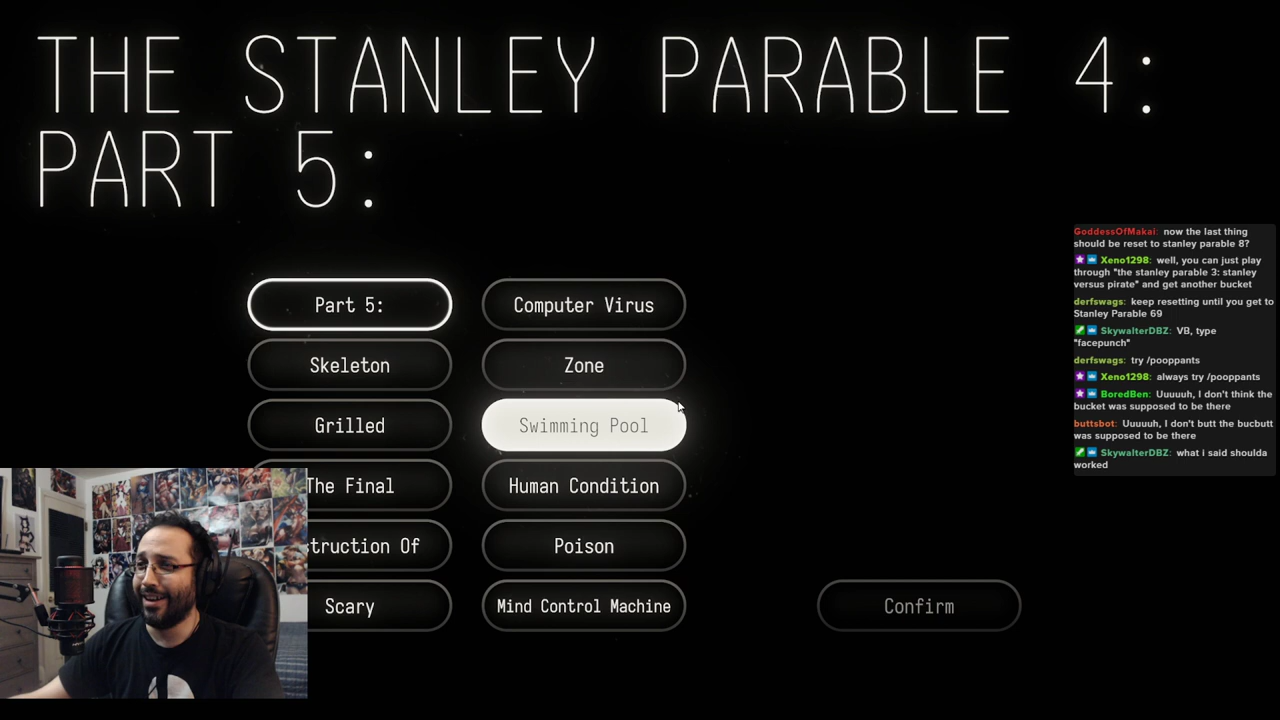 THE STANLEY PARABLE 4:
PART 5:
Part 5:
Computer Virus
Skeleton
Zone
Grilled
Swimming Pool
The Final
Human Condition
struction Of
Poison
Scary
Mind Control Machine
Confirm
GoddessOfMakai: now the last thing
should be reset to stanley parable 8?
Xeno1298: well, you can just play
through "the stanley parable 3: stanley
versus pirate" and get another bucket
derfswags: keep resetting until you get to
Stanley Parable 69
SkywalterDBZ: VB, type
"facepunch"
derfswags: try /pooppants
Xeno1298: always try /pooppants
BoredBen: Uuuuuh, I don't think the
bucket was supposed to be there
buttsbot: Uuuuuh, I don't butt the bucbutt
was supposed to be there
SkywalterDBZ: what i said shoulda
worked